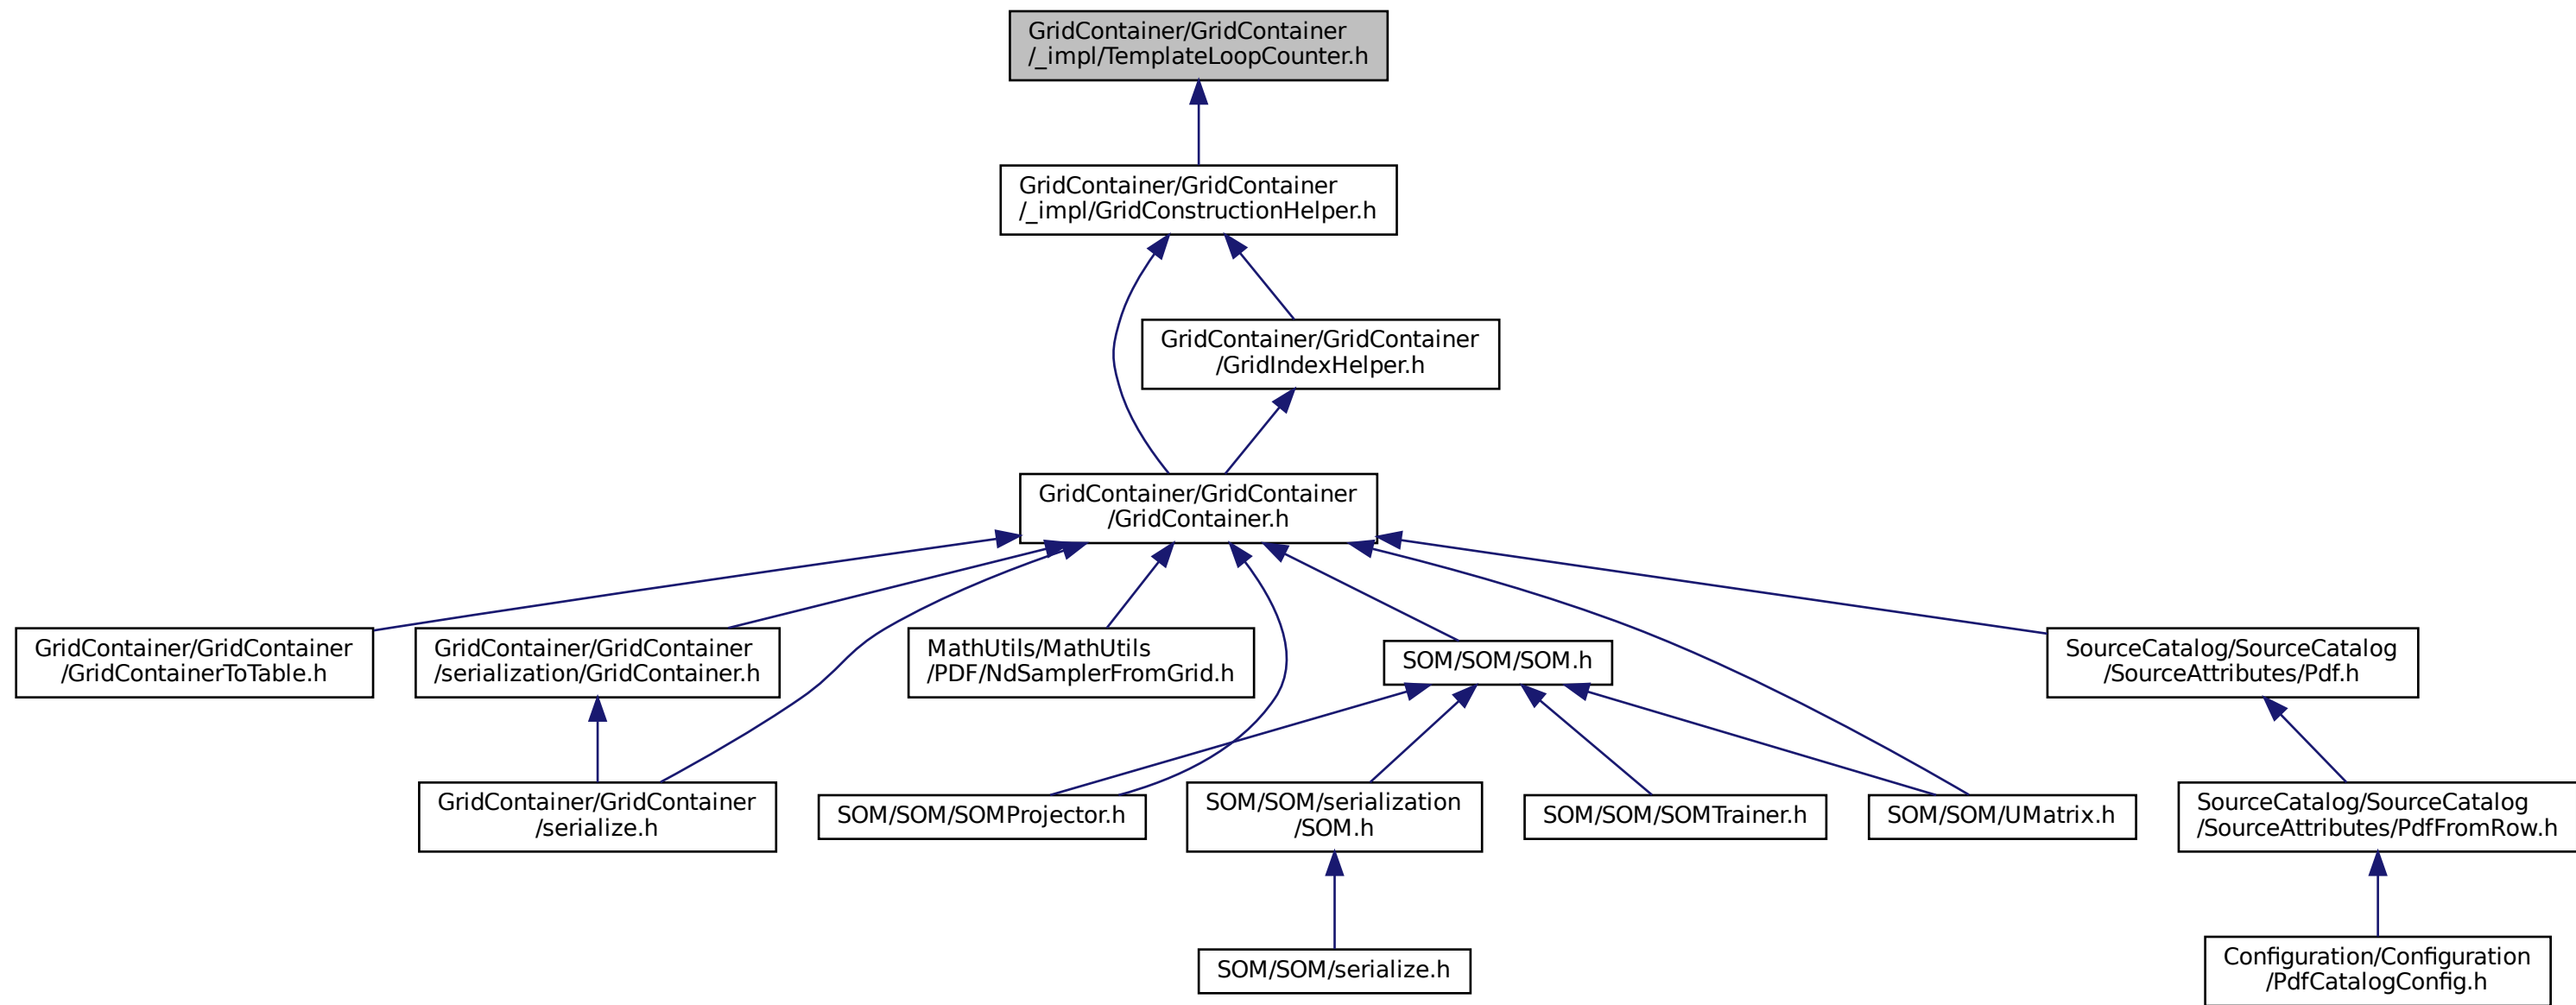 GridContainer/GridContainer
/_impl/TemplateLoopCounter.h
GridContainer/GridContainer
/_impl/GridConstructionHelper.h
GridContainer/GridContainer
/GridIndexHelper.h
GridContainer/GridContainer
/GridContainer.h
GridContainer/GridContainer
/GridContainerToTable.h
GridContainer/GridContainer
/serialization/GridContainer.h
MathUtils/MathUtils
/PDF/NdSamplerFromGrid.h
SOM/SOM/SOM.h
SourceCatalog/SourceCatalog
/SourceAttributes/Pdf.h
GridContainer/GridContainer
/serialize.h
SOM/SOM/SOMProjector.h
SOM/SOM/serialization
/SOM.h
SOM/SOM/SOMTrainer.h
SOM/SOM/UMatrix.h
SourceCatalog/SourceCatalog
/SourceAttributes/PdfFromRow.h
SOM/SOM/serialize.h
Configuration/Configuration
/PdfCatalogConfig.h